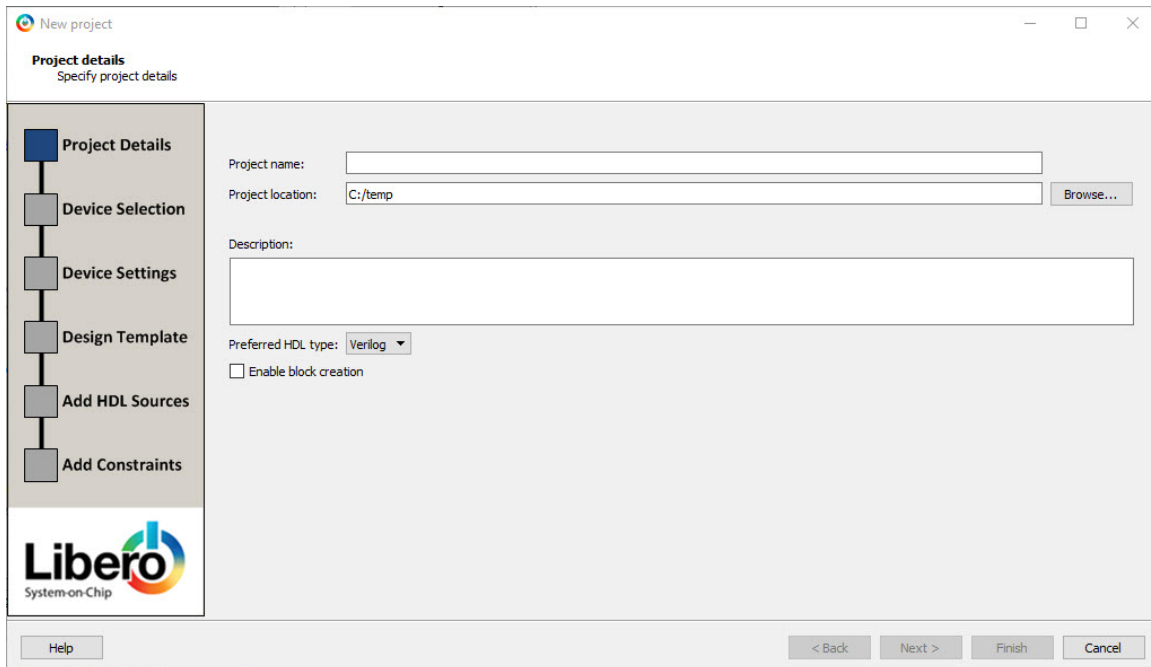 New project
Project details
Specify project details
Project Details
Device Selection
Device Settings
Design Template
Add HDL Sources
Add Constraints
Libero
System-on-Chip
Project name:
Project location: C:/temp Browse...
Description:
Preferred HDL type: Verilog
Enable block creation
Help < Back Next > Finish Cancel